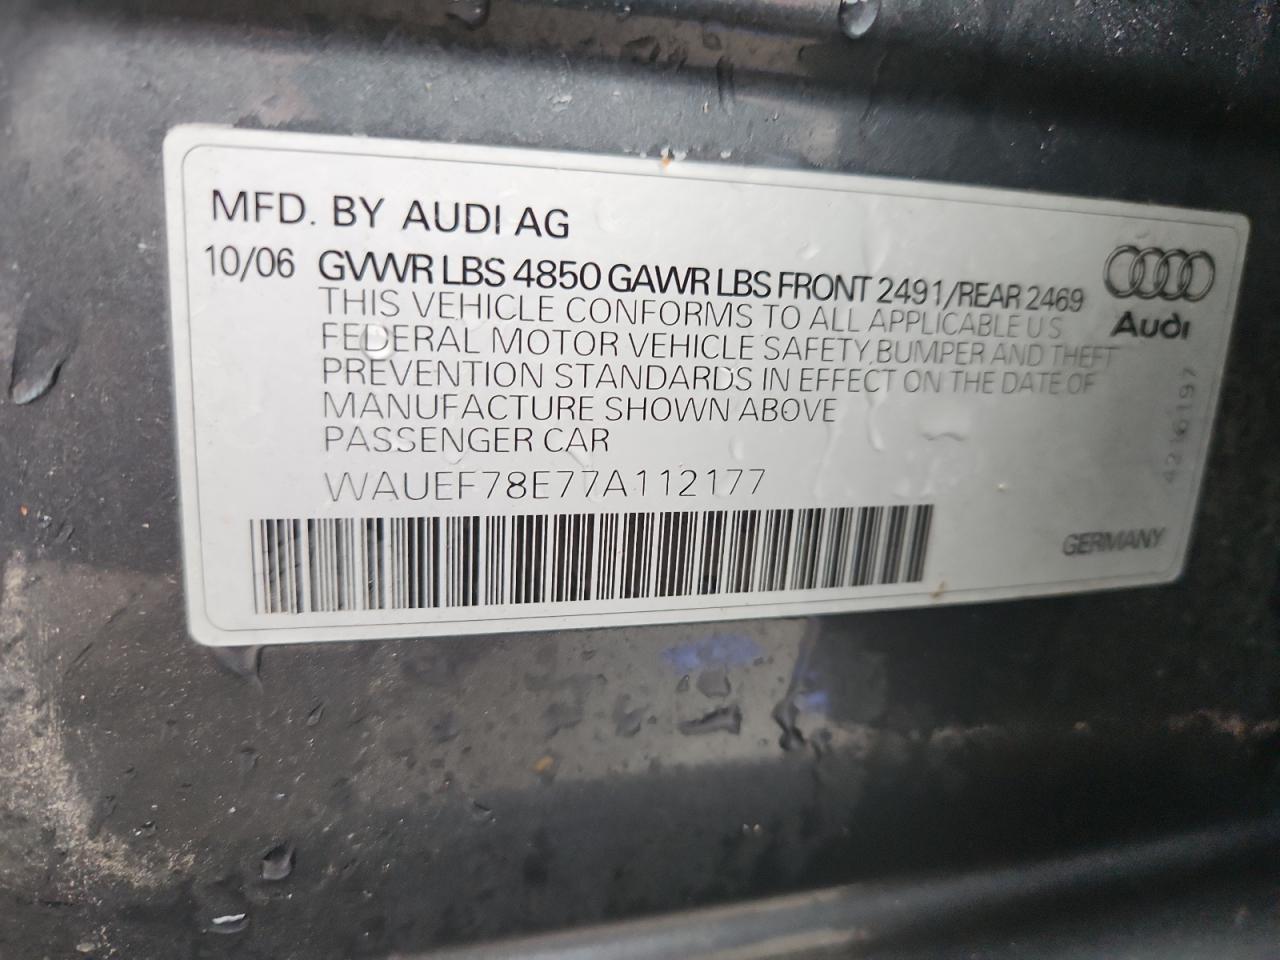 MFD. BY AUDI AG
10/06 GVWR LBS 4850 GAWR LBS FRONT 2491/REAR 2469
THIS VEHICLE CONFORMS TO ALL APPLICABLE US
FEDERAL MOTOR VEHICLE SAFETY, BUMPER AND THEFT
PREVENTION STANDARDS IN EFFECT ON THE DATE OF
MANUFACTURE SHOWN ABOVE
PASSENGER CAR
WAUEF78E77A112177
Audi
4216197
GERMANY